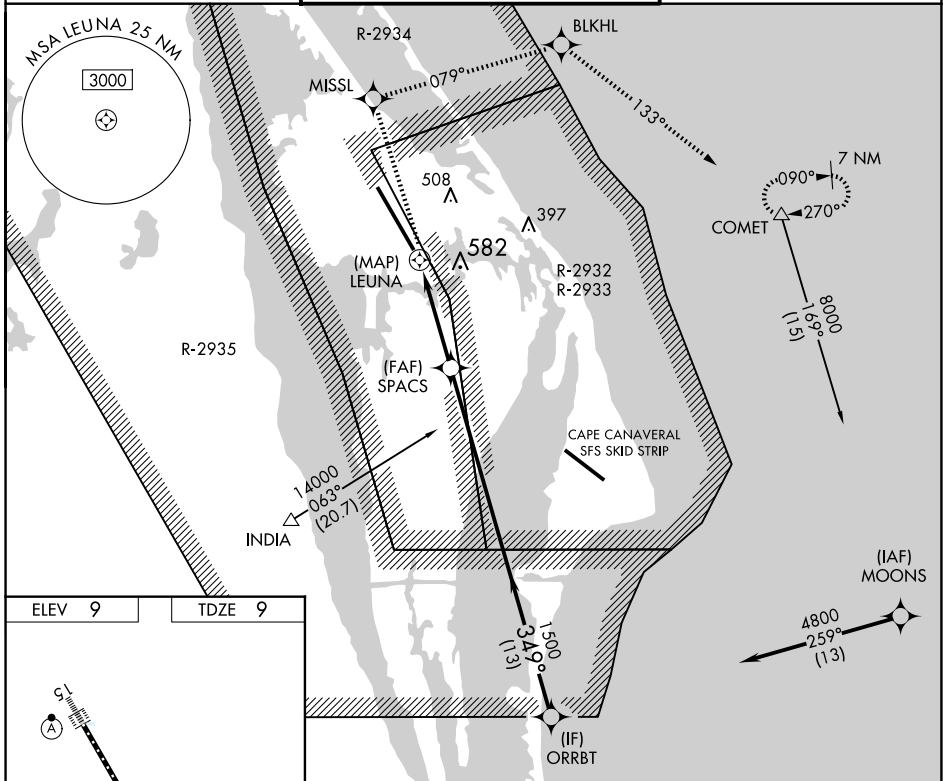 MSA LEUNA 25 NM
3000
R-2934
BLKHL
MISSL
079°
133°
7 NM
090°
270°
COMET
508
397
582
(MAP)
LEUNA
R-2932
R-2933
8000
169°
(15)
R-2935
(FAF)
SPACS
CAPE CANAVERAL
SFS SKID STRIP
14000
063°
(20.7)
INDIA
(IAF)
MOONS
4800
259°
(13)
1500
349°
(13)
(IF)
ORRBT
ELEV 9
TDZE 9
15
A